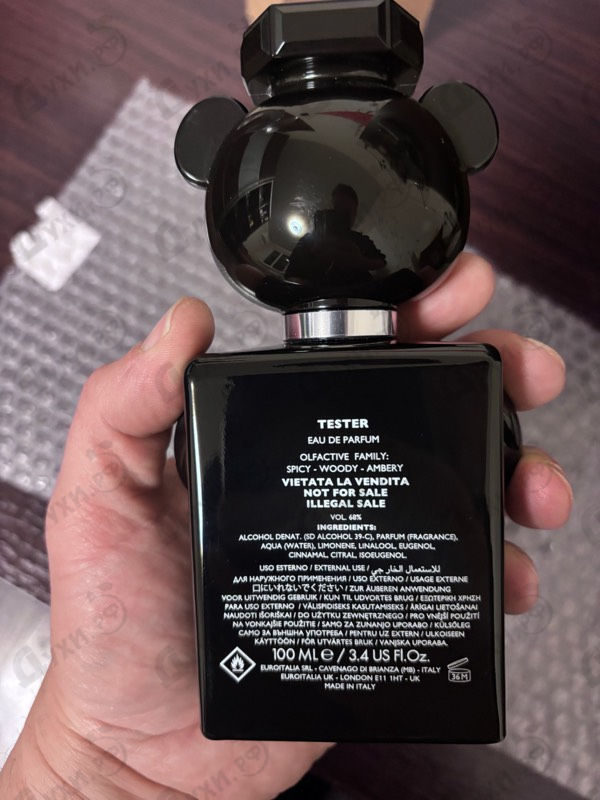 TESTER
EAU DE PARFUM
OLFACTIVE FAMILY:
SPICY - WOODY - AMBERY
VIETATA LA VENDITA
NOT FOR SALE
ILLEGAL SALE
VOL. 68%
INGREDIENTS:
ALCOHOL DENAT. (SD ALCOHOL 39-C), PARFUM (FRAGRANCE),
AQUA (WATER), LIMONENE, LINALOOL, EUGENOL,
CINNAMAL, CITRAL, ISOEUGENOL.
USO ESTERNO / EXTERNAL USE / للاستعمال الخارجي
ДЛЯ НАРУЖНОГО ПРИМЕНЕНИЯ / USO EXTERNO / USAGE EXTERNE
口にいれないでください / ZUR ÄUßEREN ANWENDUNG
VOOR UITWENDIG GEBRUIK / KUN TIL UDVORTES BRUG / ΕΞΩΤΕΡΙΚΗ ΧΡΗΣΗ
PARA USO EXTERNO / VÄLISPIDISEKS KASUTAMISEKS / ĀRĪGAI LIETOŠANAI
NAUDOTI IŠORIŠKAI / DO UŻYTKU ZEWNĘTRZNEGO / PRO VNĚJŠÍ POUŽITÍ
NA VONKAJŠIE POUŽITIE / SAMO ZA ZUNANJO UPORABO / KÜLSŐLEG
САМО ЗА ВЪНШНА УПОТРЕБА / PENTRU UZ EXTERN / ULKOISEEN
KÄYTTÖÖN / FÖR UTVÄRTES BRUK / VANJSKA UPORABA.
100 ML ℮ / 3.4 US Fl.Oz.
EUROITALIA SRL - CAVENAGO DI BRIANZA (MB) - ITALY
EUROITALIA UK - LONDON E11 1HT - UK
MADE IN ITALY
36M
Духи.рф